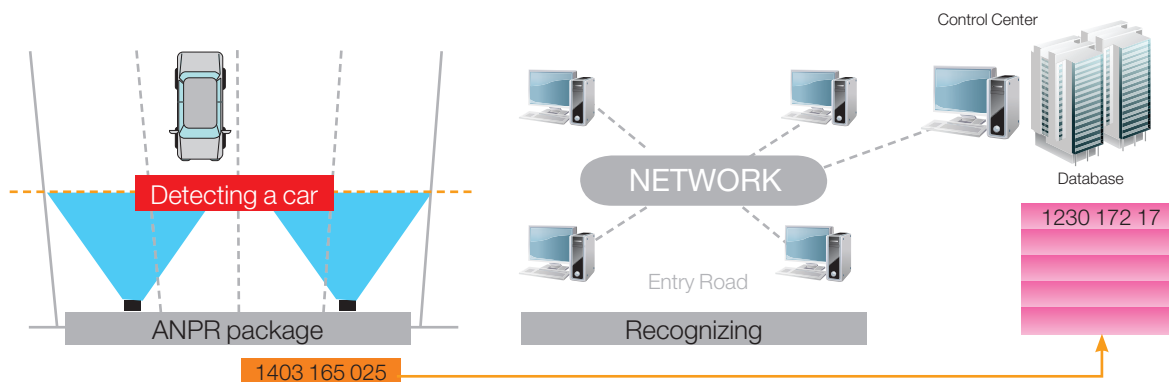 Control Center
Detecting a car
NETWORK
Database
1230 172 17
Entry Road
ANPR package
Recognizing
1403 165 025